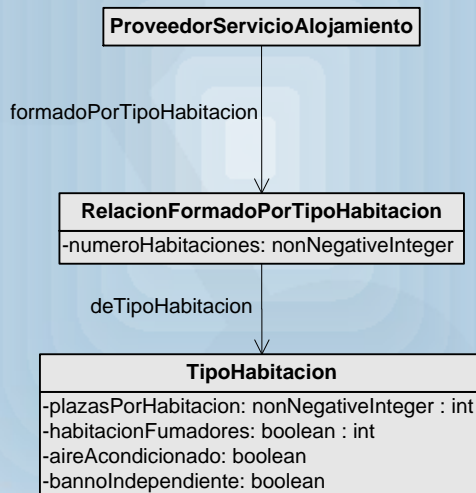 ProveedorServicioAlojamiento
formadoPorTipoHabitacion
RelacionFormadoPorTipoHabitacion
-numeroHabitaciones: nonNegativeInteger
deTipoHabitacion
TipoHabitacion
-plazasPorHabitacion: nonNegativeInteger : int
-habitacionFumadores: boolean : int
-aireAcondicionado: boolean
-bannoIndependiente: boolean